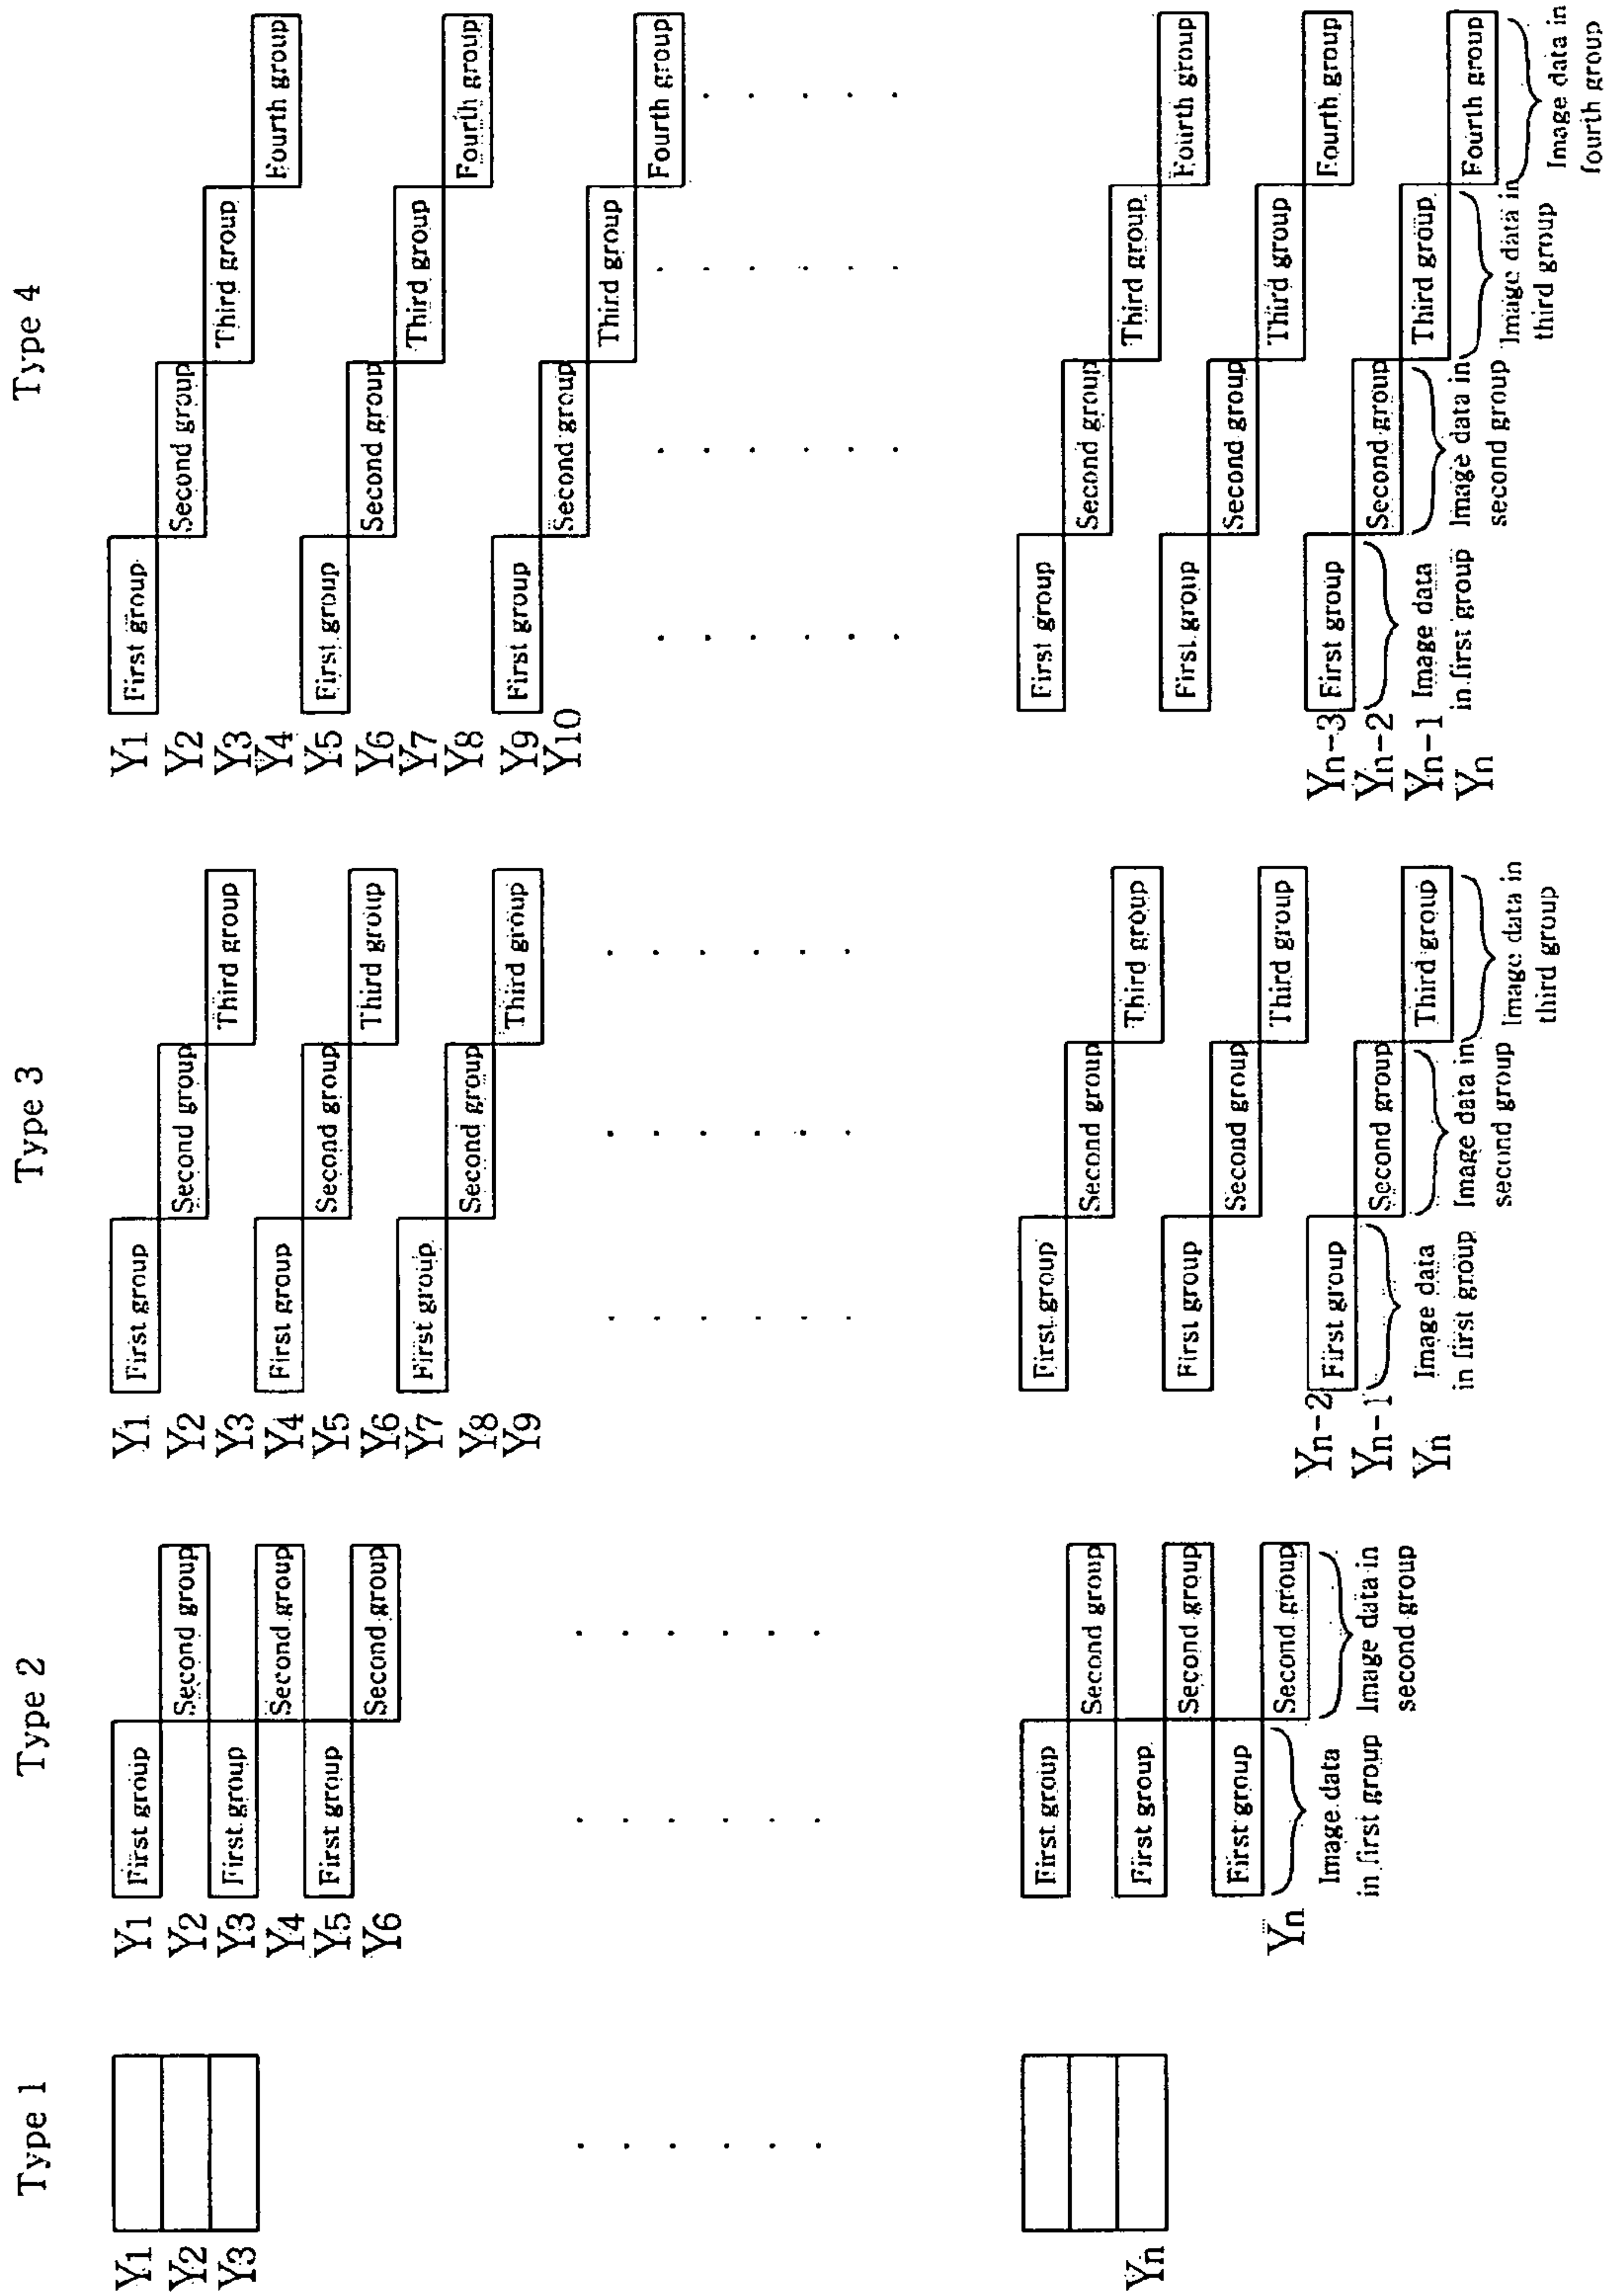 Type 1
Y1
Y2
Y3
Yn
Type 2
Y1
First group
Y2
Second group
Y3
First group
Y4
Second group
Y5
First group
Y6
Second group
First group
Second group
First group
Second group
First group
Yn
Second group
Image data
in first group
Image data in
second group
Type 3
Y1
First group
Y2
Second group
Y3
Third group
Y4
First group
Y5
Second group
Y6
Third group
Y7
First group
Y8
Second group
Y9
Third group
First group
Second group
Third group
First group
Second group
Third group
Yn-2
First group
Yn-1
Second group
Yn
Third group
Image data
in first group
Image data in
second group
Image data in
third group
Type 4
Y1
First group
Y2
Second group
Y3
Third group
Y4
Fourth group
Y5
First group
Y6
Second group
Y7
Third group
Y8
Fourth group
Y9
First group
Y10
Second group
Third group
Fourth group
First group
Second group
Third group
Fourth group
First group
Second group
Third group
Fourth group
Yn-3
First group
Yn-2
Second group
Yn-1
Third group
Yn
Fourth group
Image data
in first group
Image data in
second group
Image data in
third group
Image data in
fourth group